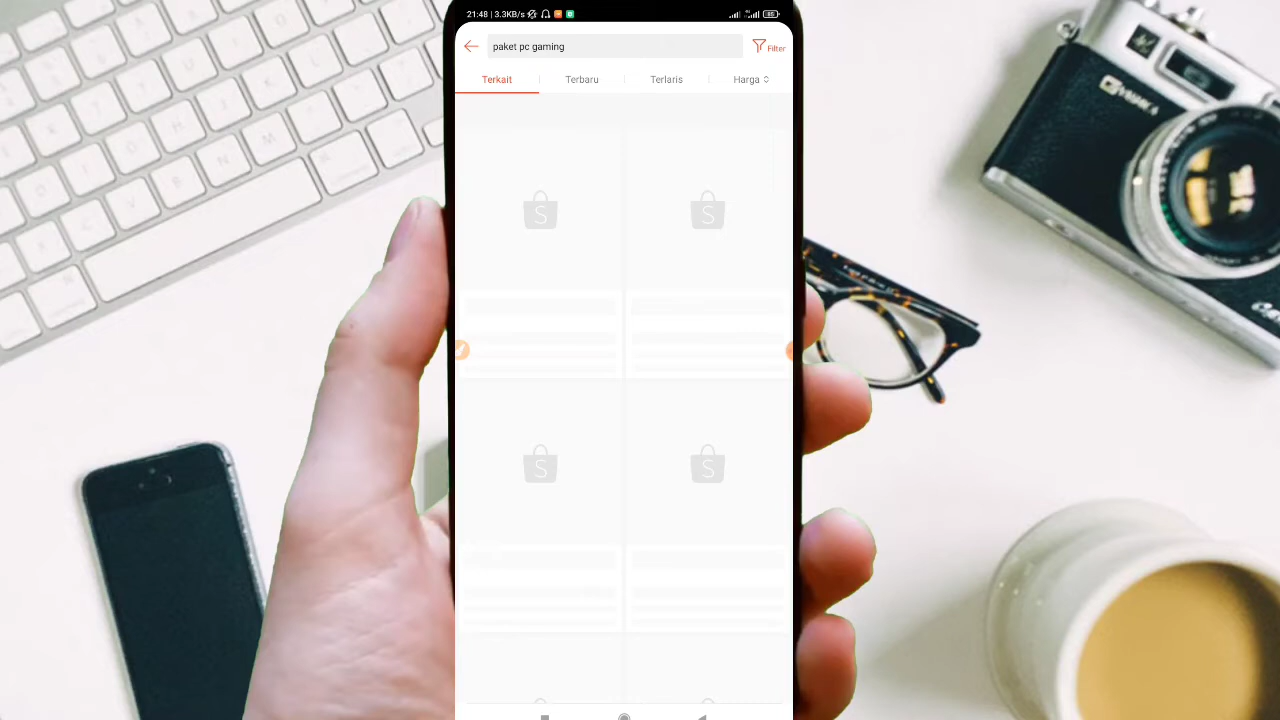 21:48 | 3.3KB/s
paket pc gaming
Filter
Terkait
Terbaru
Terlaris
Harga